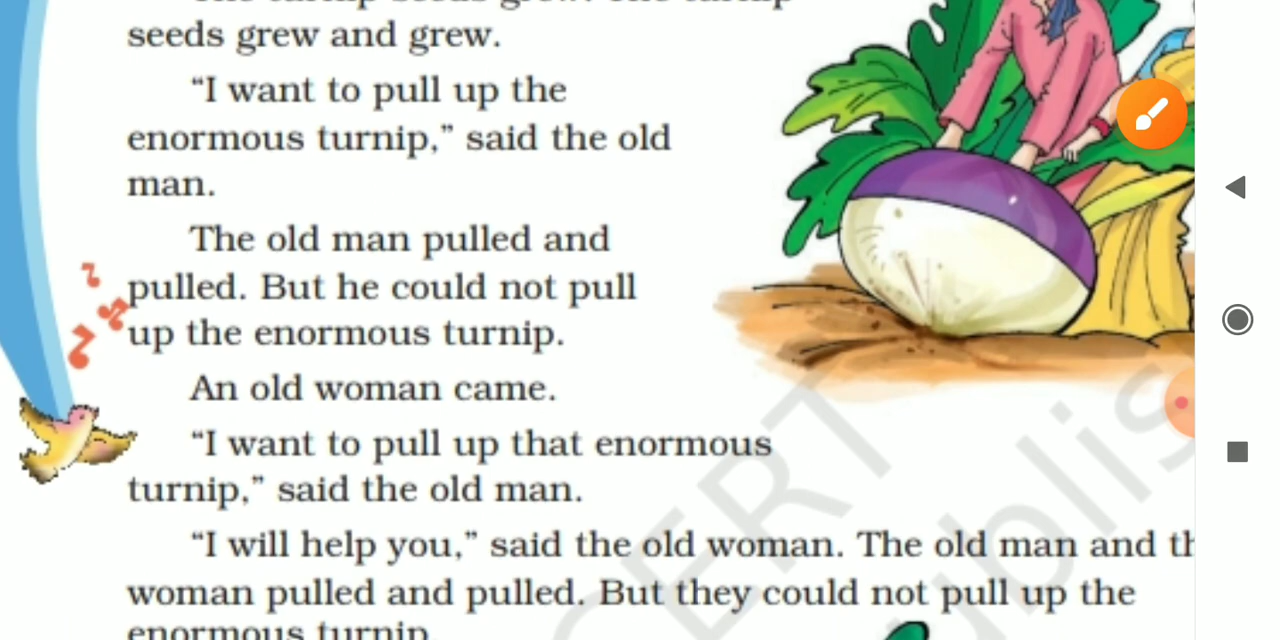 seeds grew and grew.
“I want to pull up the
enormous turnip,” said the old
man.
The old man pulled and
pulled. But he could not pull
up the enormous turnip.
An old woman came.
“I want to pull up that enormous
turnip,” said the old man.
“I will help you,” said the old woman. The old man and
woman pulled and pulled. But they could not pull up the
enormous turnip.